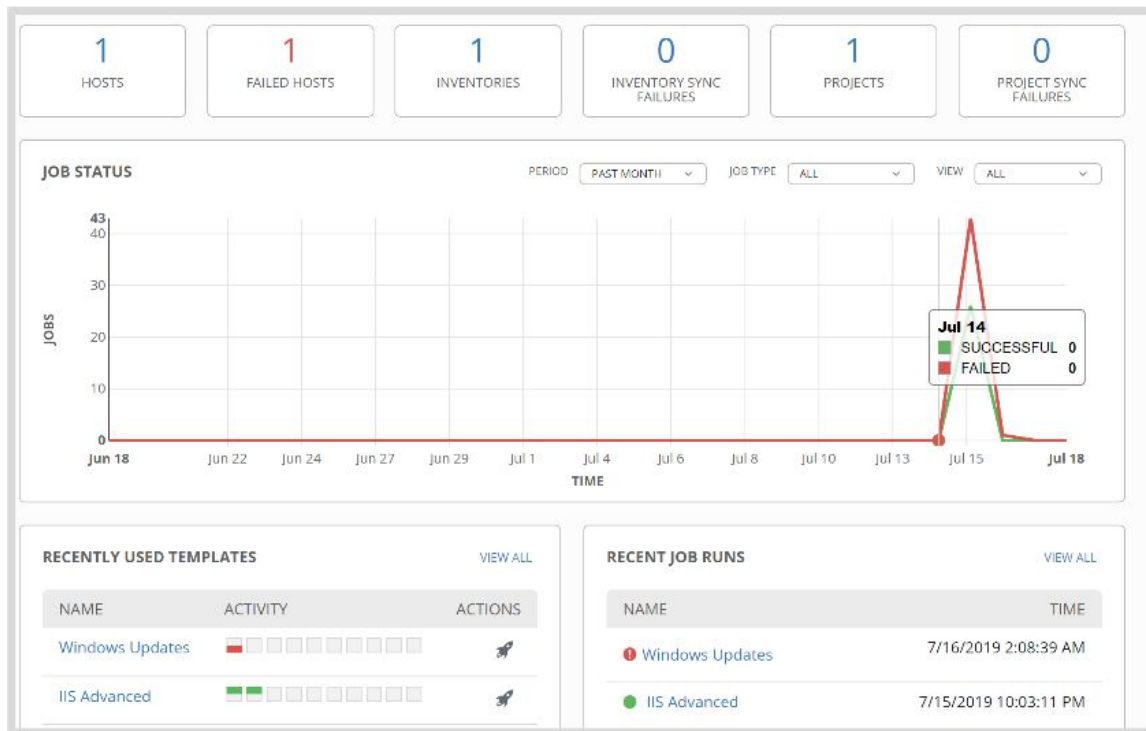 1 1 1 0 1 0
HOSTS FAILED HOSTS INVENTORIES INVENTORY SYNC PROJECTS PROJECT SYNC
FAILURES FAILURES
JOB STATUS PERIOD PAST MONTH JOB TYPE ALL VIEW ALL
43
40
30
20
10
0
JOBS
Jul 14
SUCCESSFUL 0
FAILED 0
Jun 18 Jun 22 Jun 24 Jun 27 Jun 29 Jul 1 Jul 4 Jul 6 Jul 8 Jul 10 Jul 13 Jul 15 Jul 18
TIME
RECENTLY USED TEMPLATES VIEW ALL
NAME ACTIVITY ACTIONS
Windows Updates
IIS Advanced
RECENT JOB RUNS VIEW ALL
NAME TIME
Windows Updates 7/16/2019 2:08:39 AM
IIS Advanced 7/15/2019 10:03:11 PM